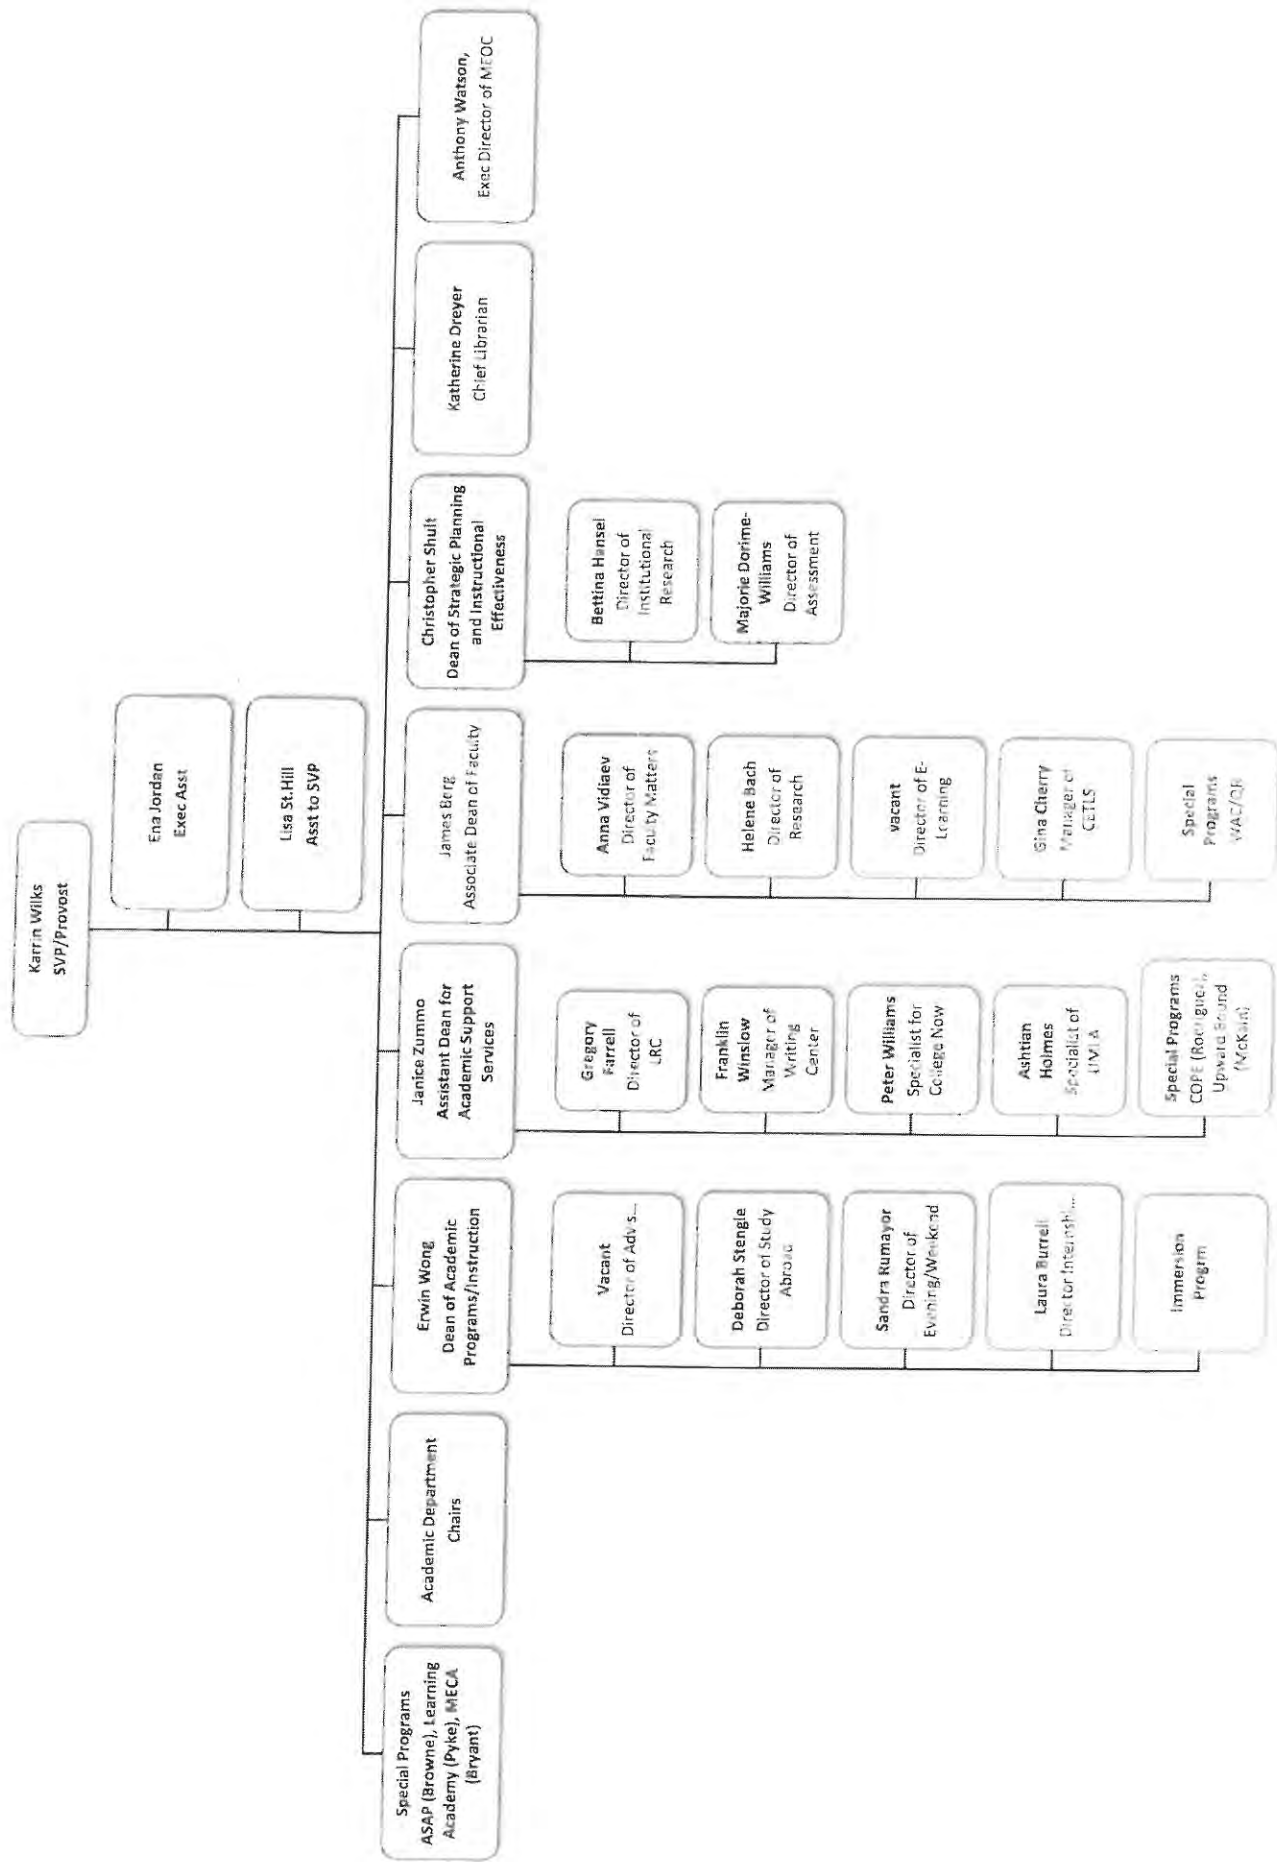 Karrin Wilks
SVP/Provost
Ena Jordan
Exec Asst
Lisa St.Hill
Asst to SVP
Special Programs
ASAP (Browne), Learning
Academy (Pyke), MECA
(Bryant)
Academic Department
Chairs
Erwin Wong
Dean of Academic
Programs/Instruction
Janice Zummo
Assistant Dean for
Academic Support
Services
James Berg
Associate Dean of Faculty
Christopher Shult
Dean of Strategic Planning
and Instructional
Effectiveness
Katherine Dreyer
Chief Librarian
Anthony Watson,
Exec Director of MEOC
Vacant
Director of Advis...
Deborah Stengle
Director of Study
Abroad
Sandra Rumayor
Director of
Evening/Weekend
Laura Burrell
Director Internshi...
Immersion
Progrm
Gregory
Farrell
Director of
LRC
Franklin
Winslow
Manager of
Writing
Center
Peter Williams
Specialist for
College Now
Ashtian
Holmes
Specialist of
UMLA
Special Programs
COPE (Rodriguez),
Upward Bound
(McKain)
Anna Vidiaev
Director of
Faculty Matters
Helene Bach
Director of
Research
vacant
Director of E-
Learning
Gina Cherry
Manager of
CETLS
Special
Programs
WAC/QR
Bettina Hansel
Director of
Institutional
Research
Majorie Dorime-
Williams
Director of
Assessment